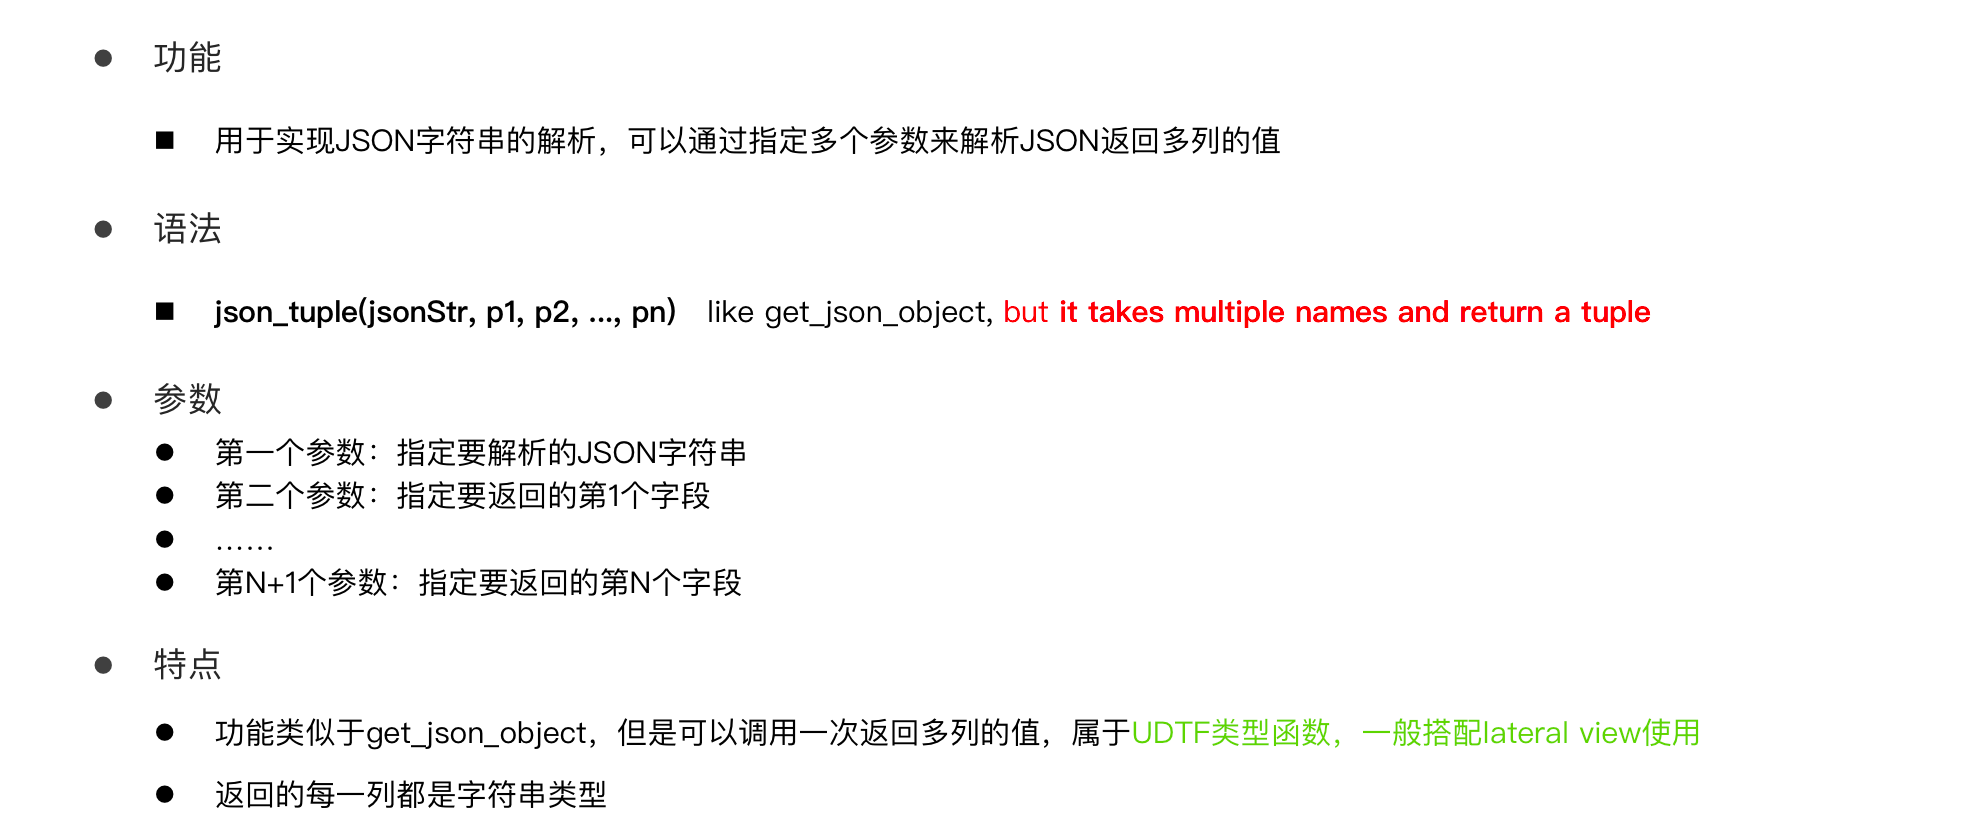 功能
用于实现JSON字符串的解析，可以通过指定多个参数来解析JSON返回多列的值
语法
json_tuple(jsonStr, p1, p2, ..., pn) like get_json_object, but it takes multiple names and return a tuple
参数
第一个参数：指定要解析的JSON字符串
第二个参数：指定要返回的第1个字段
……
第N+1个参数：指定要返回的第N个字段
特点
功能类似于get_json_object，但是可以调用一次返回多列的值，属于UDTF类型函数，一般搭配lateral view使用
返回的每一列都是字符串类型